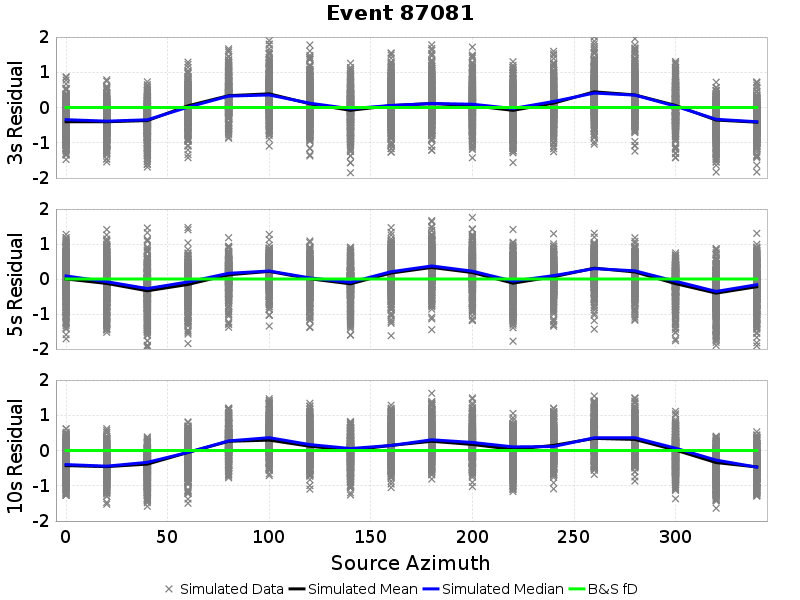 Event 87081
3s Residual
2
1
0
-1
-2
5s Residual
2
1
0
-1
-2
10s Residual
2
1
0
-1
-2
0 50 100 150 200 250 300
Source Azimuth
Simulated Data Simulated Mean Simulated Median B&S fD